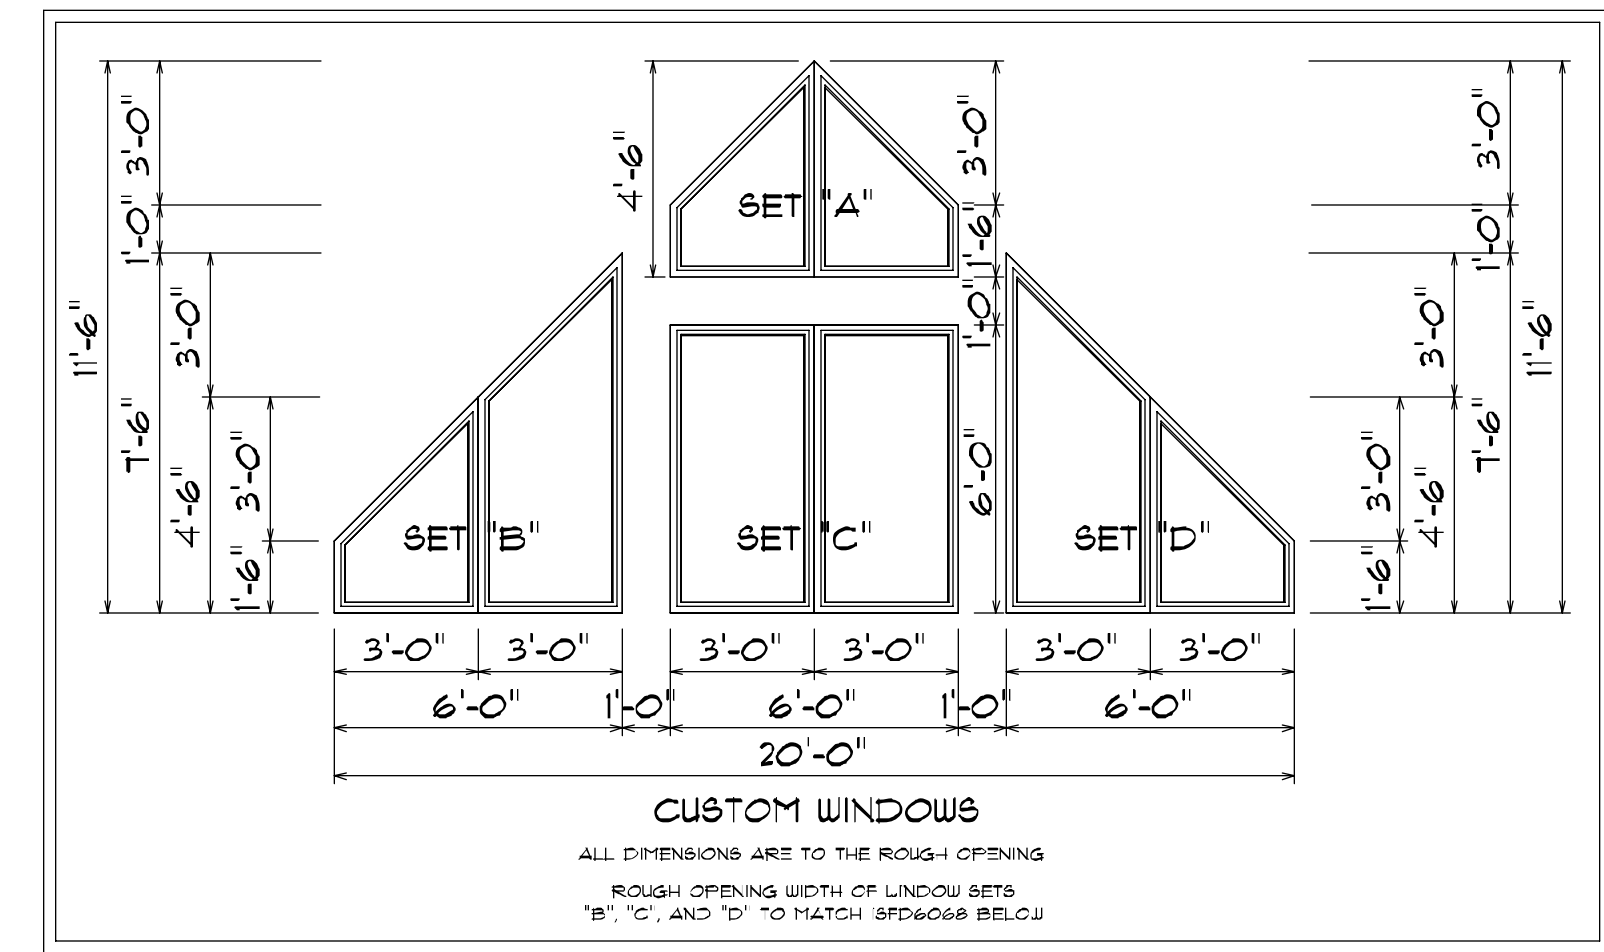 3'-0"
4'-6"
3'-0"
3'-0"
1'-0"
SET "A"
1'-6"
1'-0"
11'-6"
3'-0"
1'-0"
3'-0"
11'-6"
7'-6"
4'-6"
3'-0"
6'-0"
3'-0"
4'-6"
7'-6"
1'-6"
SET "B"
SET "C"
SET "D"
1'-6"
3'-0" 3'-0" 3'-0" 3'-0" 3'-0" 3'-0"
6'-0" 1'-0" 6'-0" 1'-0" 6'-0"
20'-0"
CUSTOM WINDOWS
ALL DIMENSIONS ARE TO THE ROUGH OPENING
ROUGH OPENING WIDTH OF SETS
"B", "C", AND "D" TO MATCH BELOW